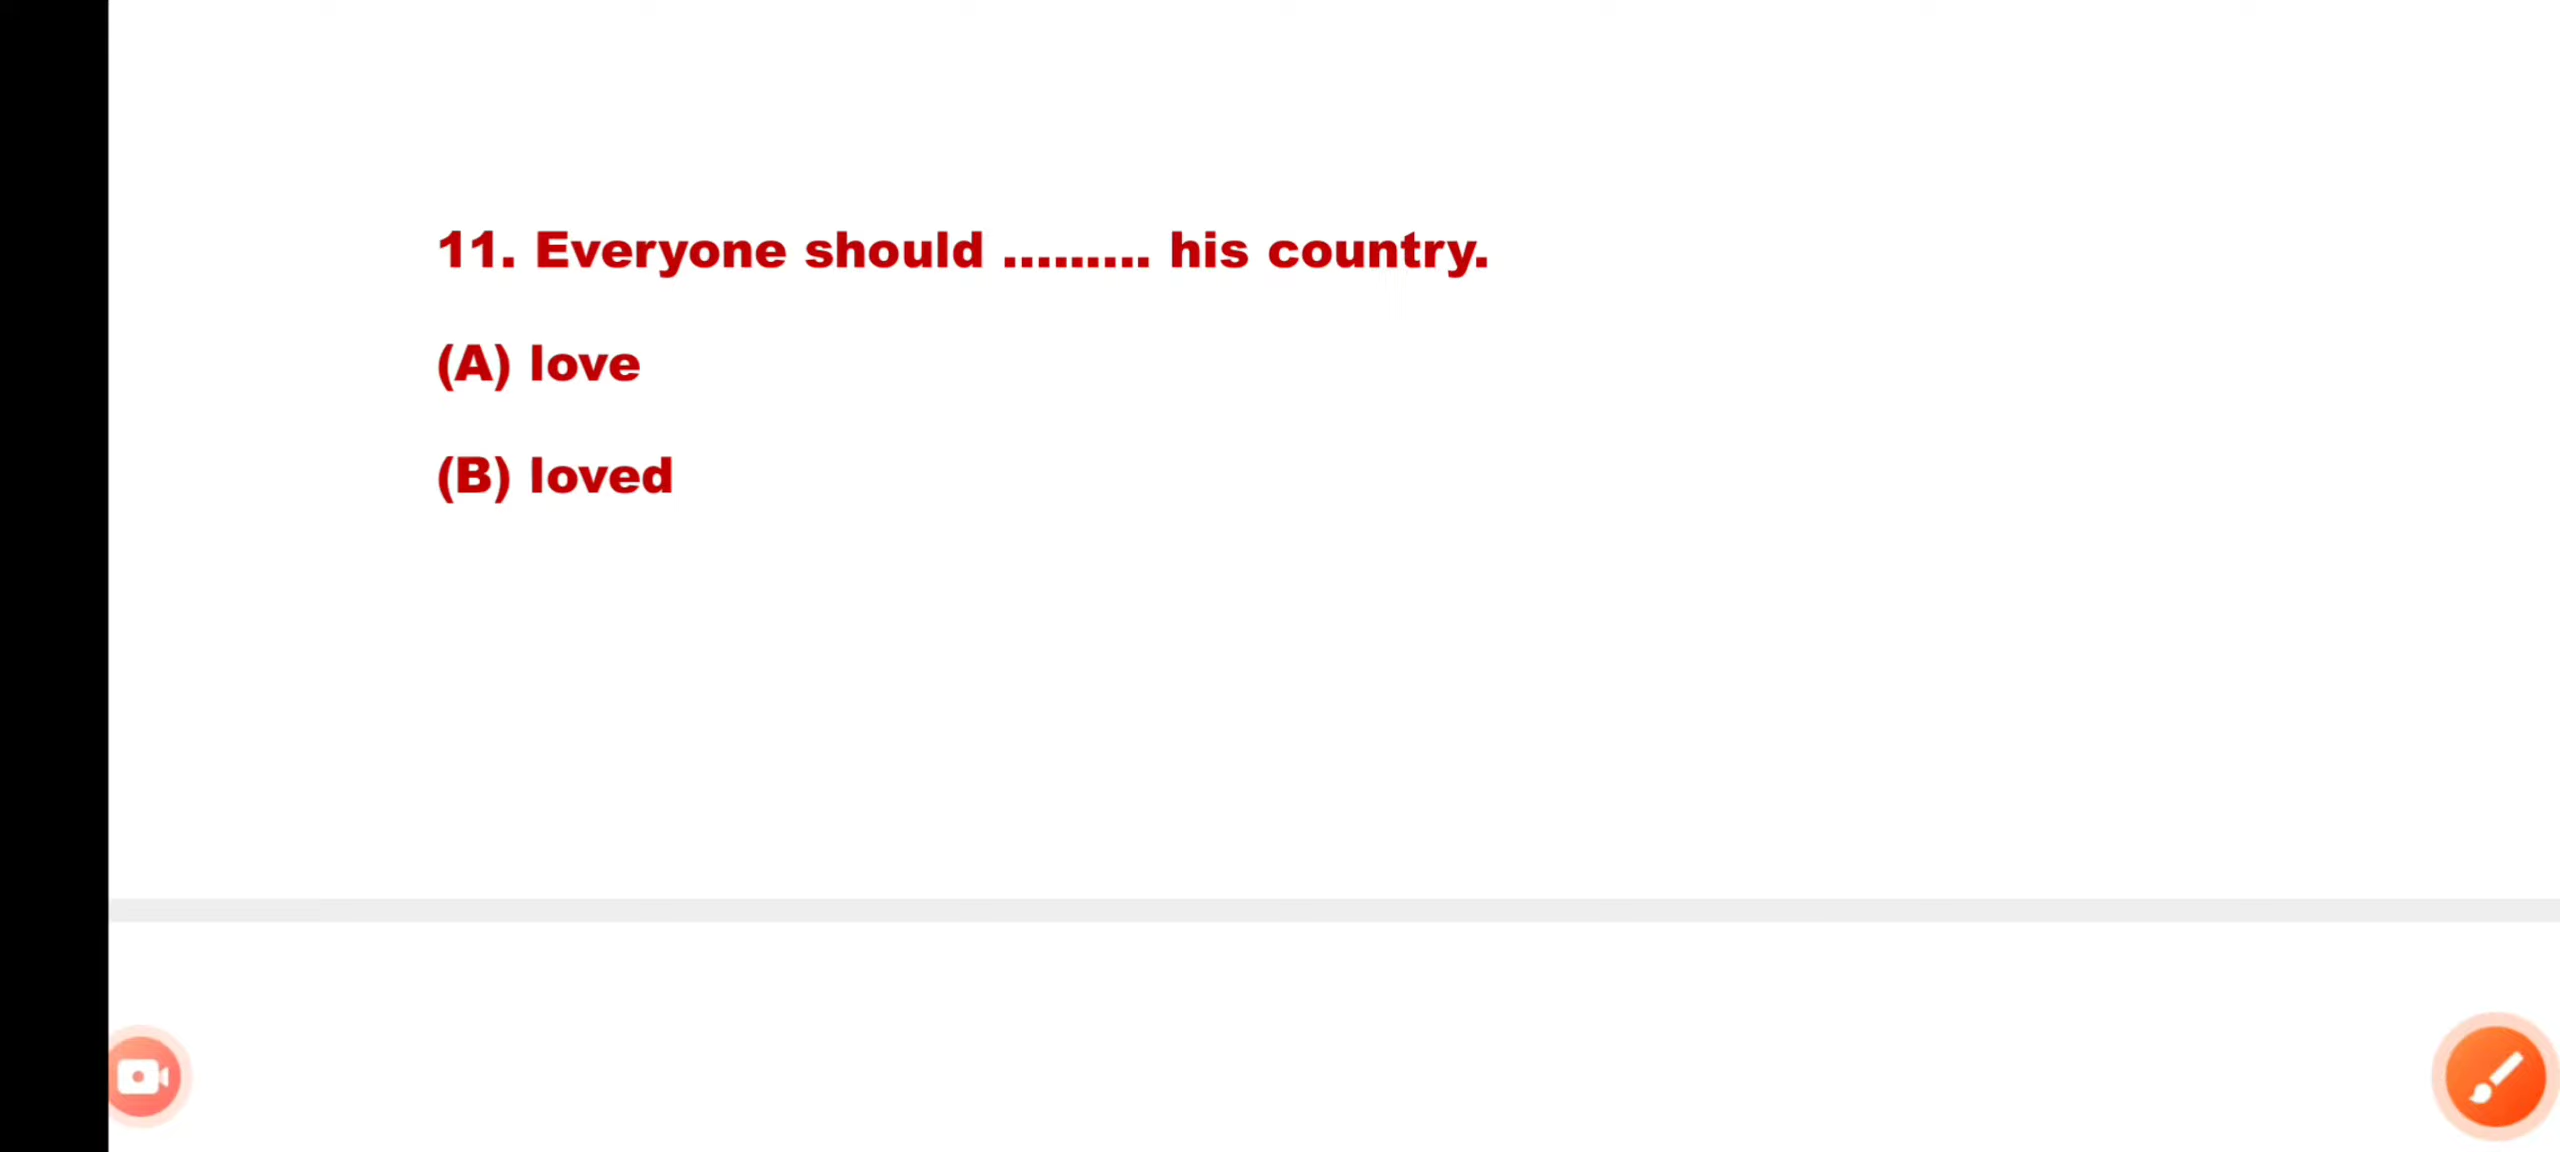 11. Everyone should ......... his country.
(A) love
(B) loved